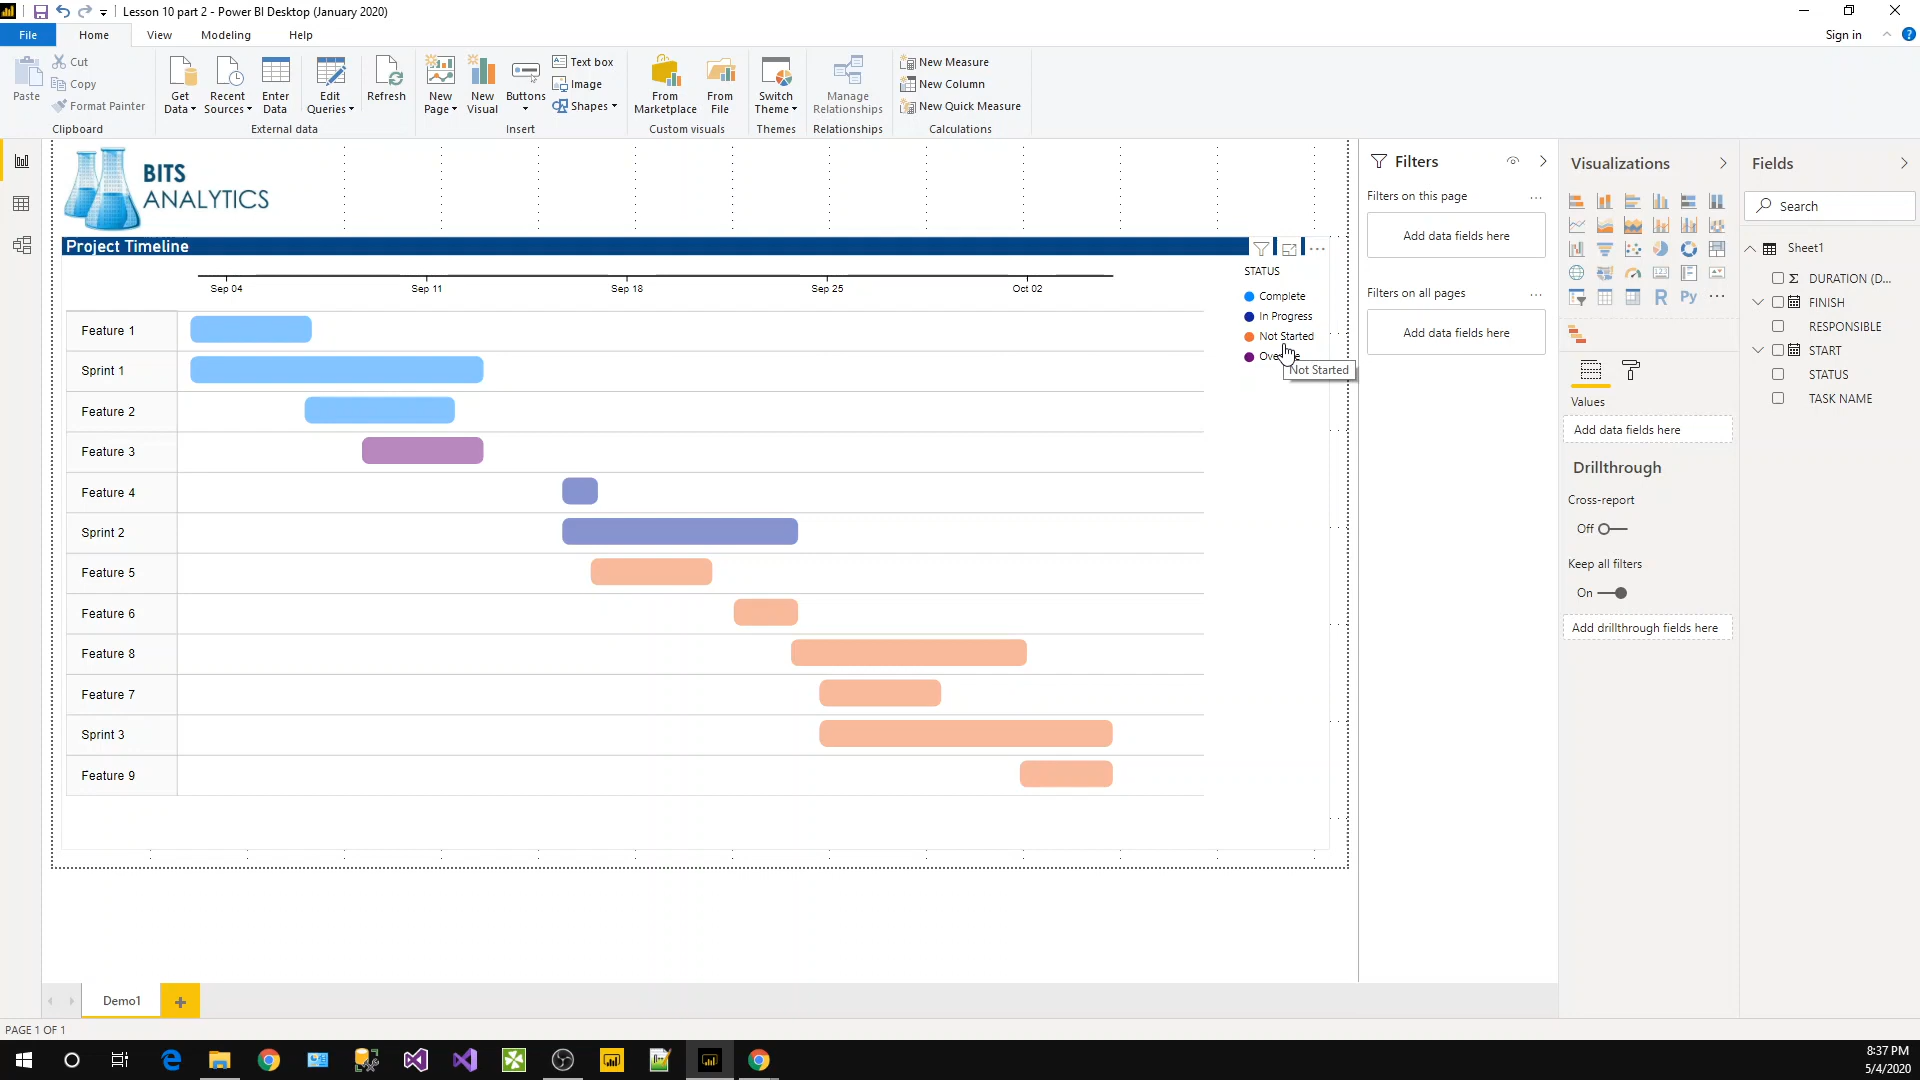 Lesson 10 part 2 - Power BI Desktop (January 2020)
File Home View Modeling Help Sign in
Paste
Cut
Copy
Format Painter
Clipboard
Get Data
Recent Sources
Enter Data
Edit Queries
Refresh
External data
New Page
New Visual
Buttons
Text box
Image
Shapes
Insert
From Marketplace
From File
Custom visuals
Switch Theme
Themes
Manage Relationships
Relationships
New Measure
New Column
New Quick Measure
Calculations
BITS
ANALYTICS
Project Timeline
Sep 04 Sep 11 Sep 18 Sep 25 Oct 02
STATUS
Complete
In Progress
Not Started
Not Started
Feature 1
Sprint 1
Feature 2
Feature 3
Feature 4
Sprint 2
Feature 5
Feature 6
Feature 8
Feature 7
Sprint 3
Feature 9
Filters
Filters on this page ...
Add data fields here
Filters on all pages ...
Add data fields here
Visualizations
R Py ...
Values
Add data fields here
Drillthrough
Cross-report
Off
Keep all filters
On
Add drillthrough fields here
Fields
Search
Sheet1
Σ DURATION (D...
FINISH
RESPONSIBLE
START
STATUS
TASK NAME
Demo1
PAGE 1 OF 1
8:37 PM
5/4/2020